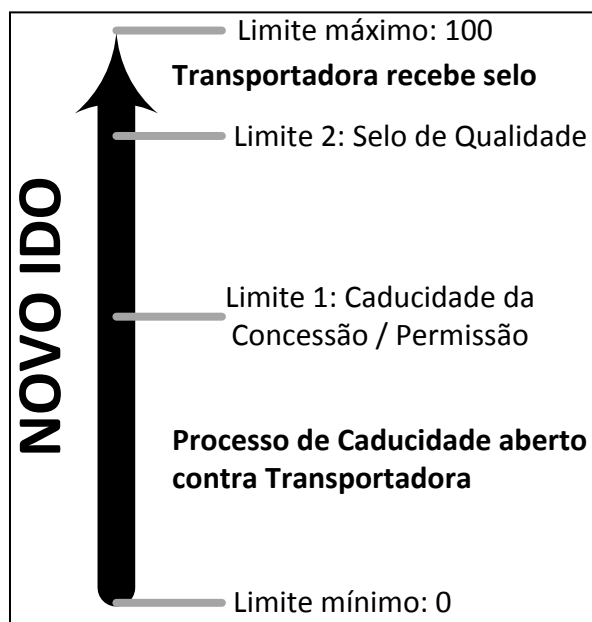 Limite máximo: 100
Transportadora recebe selo
Limite 2: Selo de Qualidade
NOVO IDO
Limite 1: Caducidade da
Concessão / Permissão
Processo de Caducidade aberto
contra Transportadora
Limite mínimo: 0